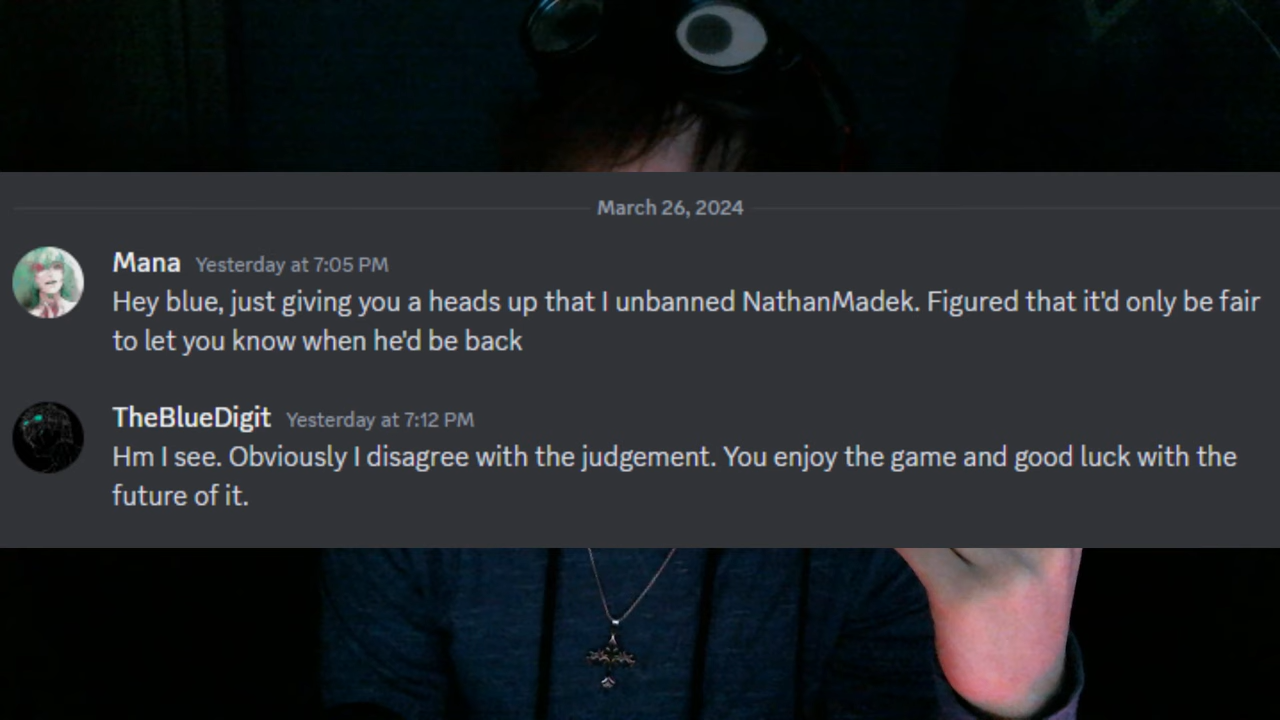 March 26, 2024
Mana Yesterday at 7:05 PM
Hey blue, just giving you a heads up that I unbanned NathanMadek. Figured that it'd only be fair
to let you know when he'd be back
TheBlueDigit Yesterday at 7:12 PM
Hm I see. Obviously I disagree with the judgement. You enjoy the game and good luck with the
future of it.